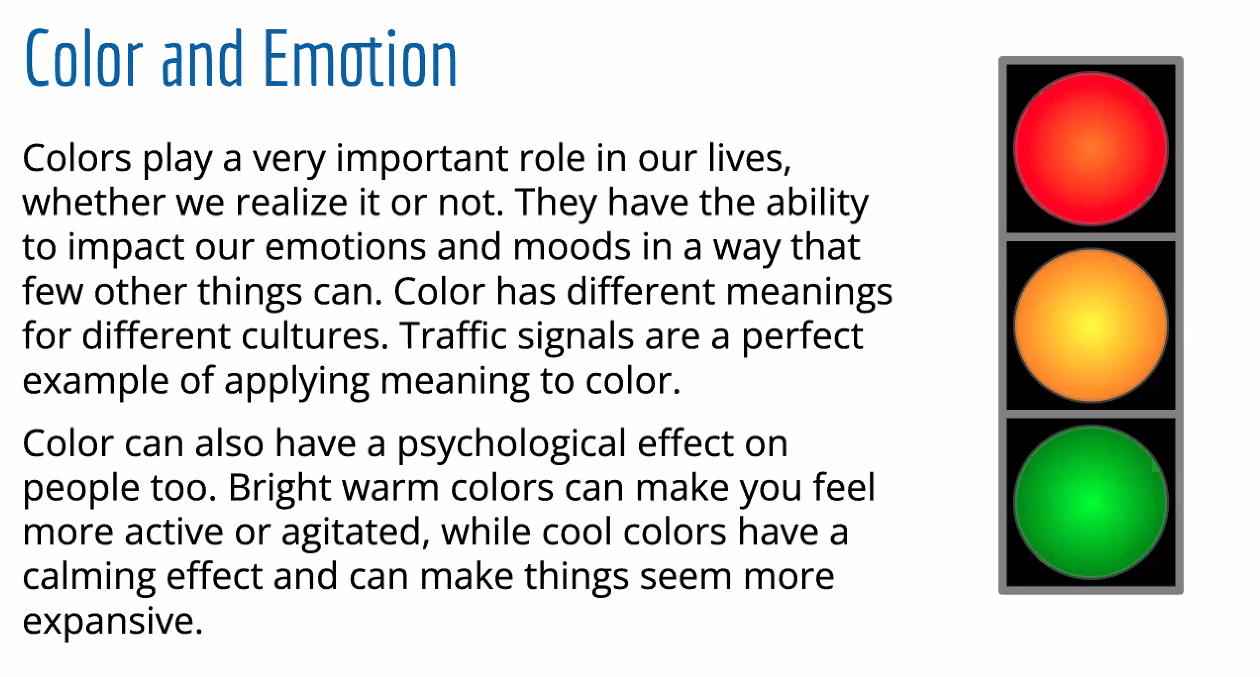 Color and Emotion
Colors play a very important role in our lives,
whether we realize it or not. They have the ability
to impact our emotions and moods in a way that
few other things can. Color has different meanings
for different cultures. Traffic signals are a perfect
example of applying meaning to color.
Color can also have a psychological effect on
people too. Bright warm colors can make you feel
more active or agitated, while cool colors have a
calming effect and can make things seem more
expansive.